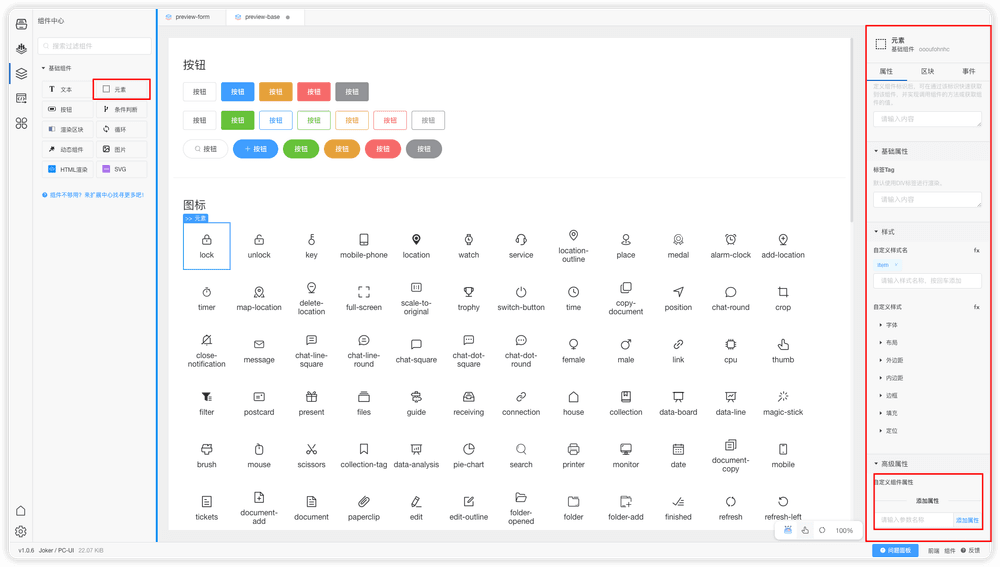 组件中心
搜索过滤组件
基础组件
文本
元素
按钮
条件判断
渲染区块
循环
动态组件
图片
HTML渲染
SVG
组件不够用? 来扩展中心找寻更多吧!
preview-form
preview-base
按钮
按钮 按钮 按钮 按钮 按钮
按钮 按钮 按钮 按钮 按钮 按钮 按钮
按钮 按钮 按钮 按钮 按钮 按钮
图标
>> 元素
lock unlock key mobile-phone location watch service location-outline place medal alarm-clock add-location
timer map-location delete-location full-screen scale-to-original trophy switch-button time copy-document position chat-round crop
close-notification message chat-line-square chat-line-round chat-square chat-dot-square chat-dot-round female male link cpu thumb
filter postcard present files guide receiving connection house collection data-board data-line magic-stick
brush mouse scissors collection-tag data-analysis pie-chart search printer monitor date document-copy mobile
tickets document-add document paperclip edit edit-outline folder-opened folder folder-add finished refresh refresh-left
100%
元素
基础组件
属性 区块 事件
请输入内容
基础属性
标签Tag
默认使用DIV标签进行渲染。
请输入内容
样式
自定义样式名 fx
item ×
请输入样式名称，按回车添加
自定义样式 fx
字体
布局
外边距
内边距
边框
填充
定位
高级属性
自定义组件属性
添加属性
请输入参数名称 添加属性
v1.0.6 Joker / PC-UI 22.07 KiB
问题面板
前端 组件 反馈